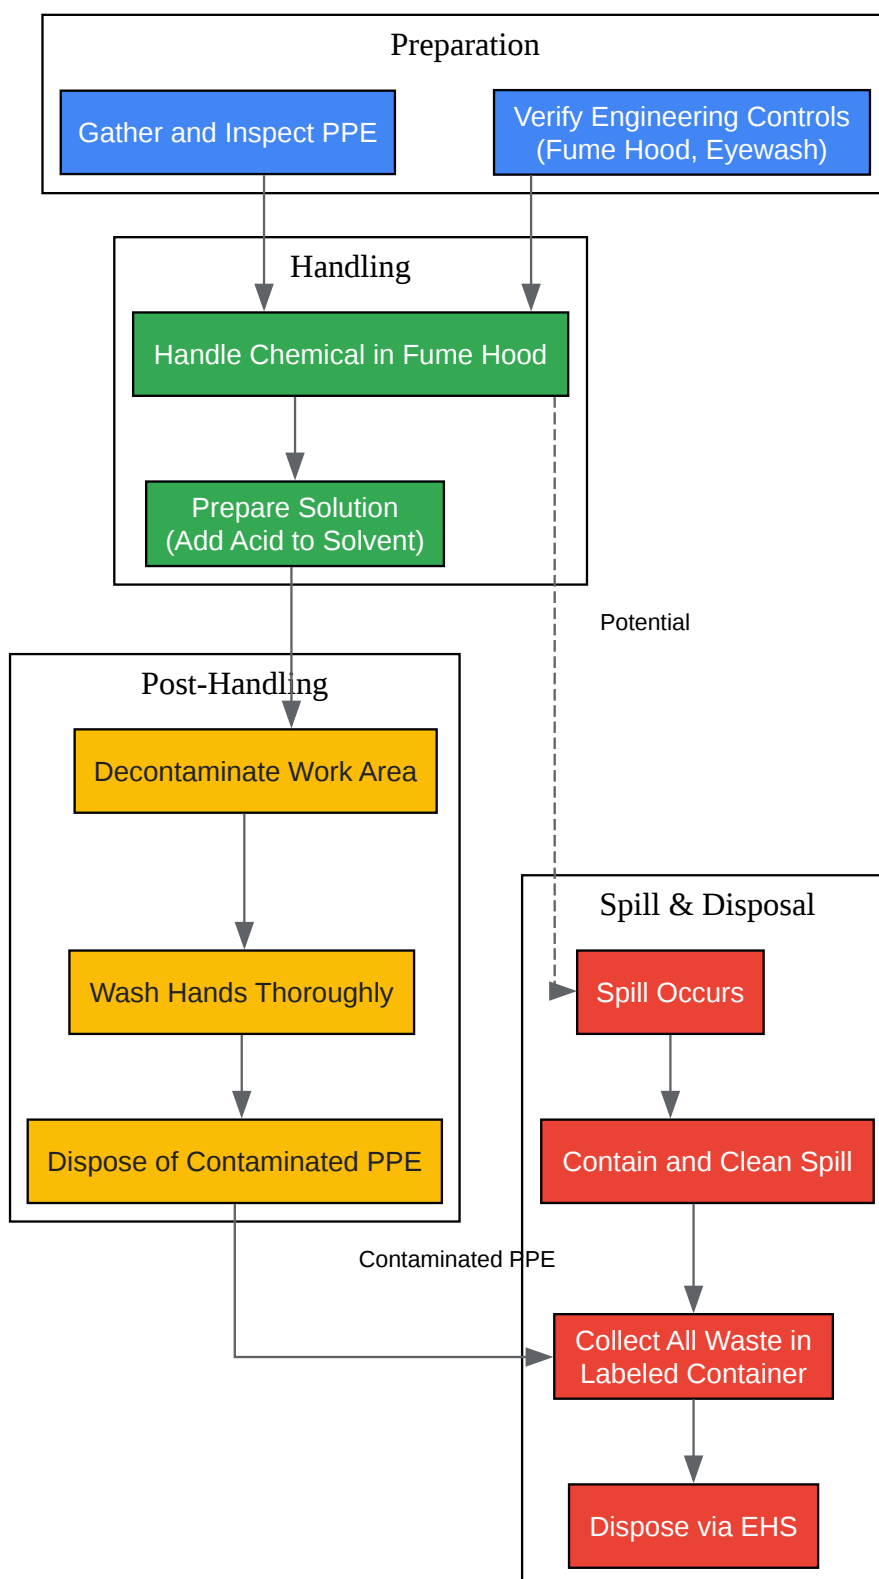 Preparation
Gather and Inspect PPE
Verify Engineering Controls
(Fume Hood, Eyewash)
Handling
Handle Chemical in Fume Hood
Prepare Solution
(Add Acid to Solvent)
Potential
Post-Handling
Decontaminate Work Area
Wash Hands Thoroughly
Dispose of Contaminated PPE
Spill & Disposal
Spill Occurs
Contain and Clean Spill
Contaminated PPE
Collect All Waste in
Labeled Container
Dispose via EHS